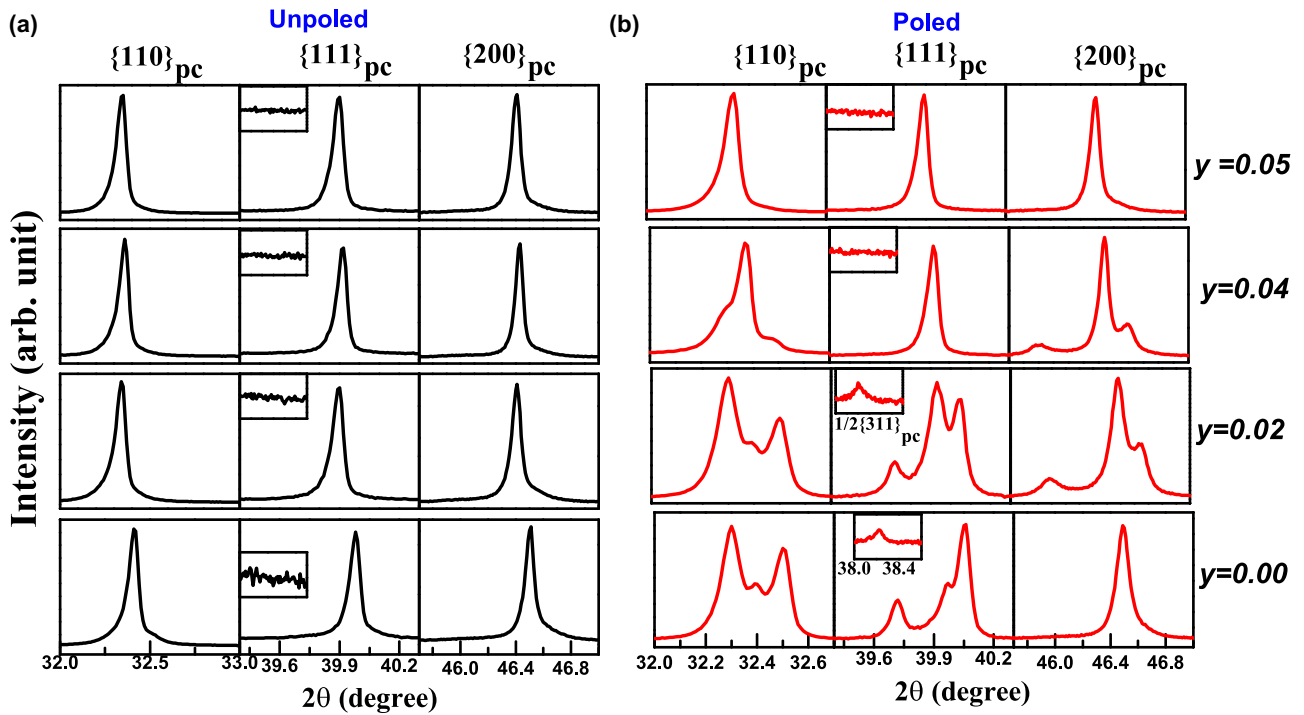 (a)
Unpoled
{110}pc
{111}pc
{200}pc
Intensity (arb. unit)
32.0
32.5
33.0
39.6
39.9
40.2
46.0
46.4
46.8
2θ (degree)
(b)
Poled
{110}pc
{111}pc
{200}pc
y =0.05
y=0.04
1/2{311}pc
y=0.02
38.0
38.4
y=0.00
32.0
32.2
32.4
32.6
39.6
39.9
40.2
46.0
46.4
46.8
2θ (degree)